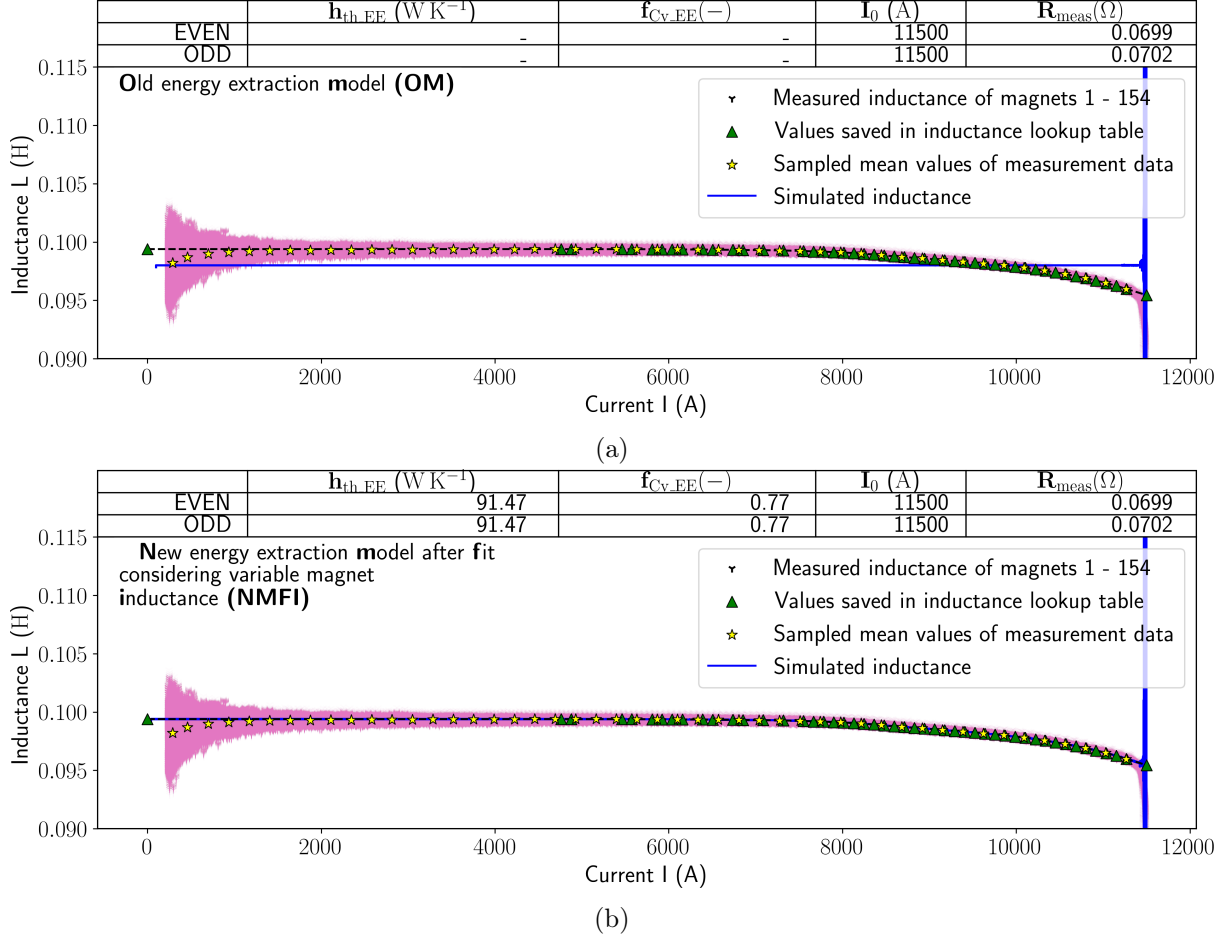 h_th_EE (W K⁻¹) f_Cv_EE(−) I₀ (A) R_meas(Ω)
EVEN - - 11500 0.0699
ODD - - 11500 0.0702
Old energy extraction model (OM)
Measured inductance of magnets 1 - 154
Values saved in inductance lookup table
Sampled mean values of measurement data
Simulated inductance
Inductance L (H)
0.115
0.110
0.105
0.100
0.095
0.090
0 2000 4000 6000 8000 10000 12000
Current I (A)
(a)
h_th_EE (W K⁻¹) f_Cv_EE(−) I₀ (A) R_meas(Ω)
EVEN 91.47 0.77 11500 0.0699
ODD 91.47 0.77 11500 0.0702
New energy extraction model after fit
considering variable magnet
inductance (NMFI)
Measured inductance of magnets 1 - 154
Values saved in inductance lookup table
Sampled mean values of measurement data
Simulated inductance
Inductance L (H)
0.115
0.110
0.105
0.100
0.095
0.090
0 2000 4000 6000 8000 10000 12000
Current I (A)
(b)